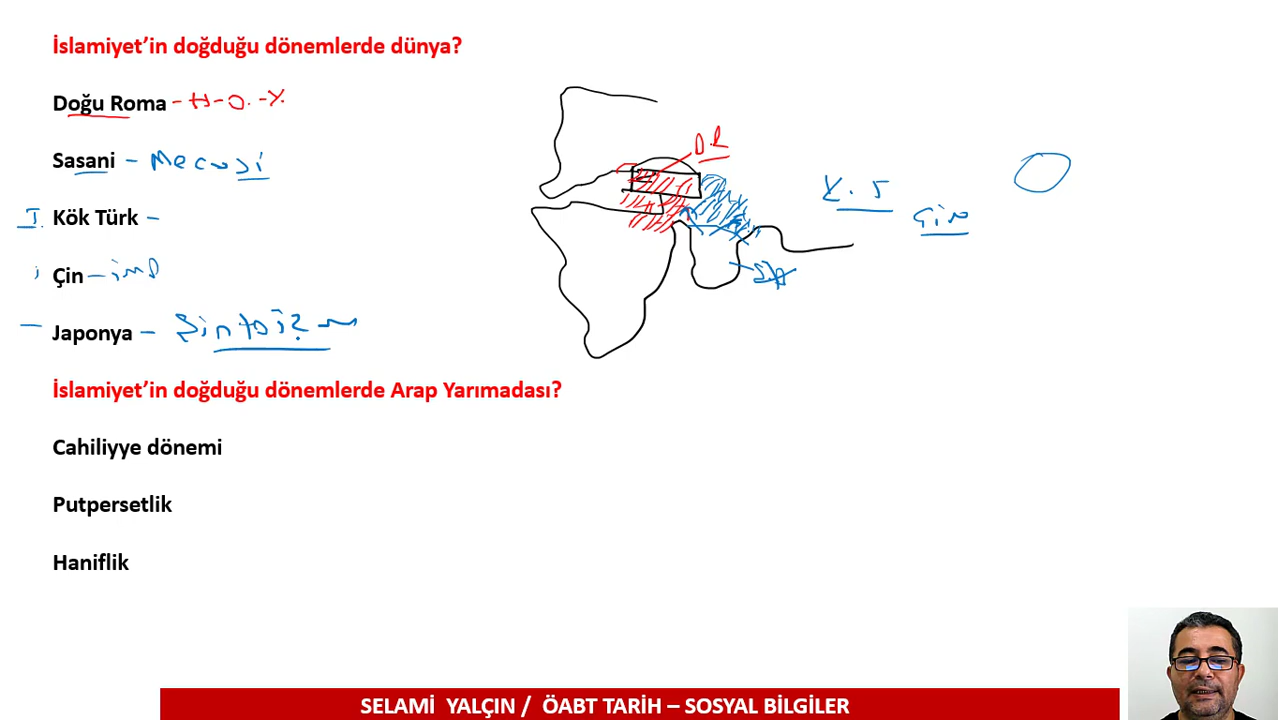 İslamiyet’in doğduğu dönemlerde dünya?
Doğu Roma - H-O.-Y.
D.R
Sasani - Mecusi
I. Kök Türk -
Çin
Çin - imp
Japonya - Şintoizm
İslamiyet’in doğduğu dönemlerde Arap Yarımadası?
Cahiliyye dönemi
Putpersetlik
Haniflik
SELAMİ YALÇIN / ÖABT TARİH – SOSYAL BİLGİLER